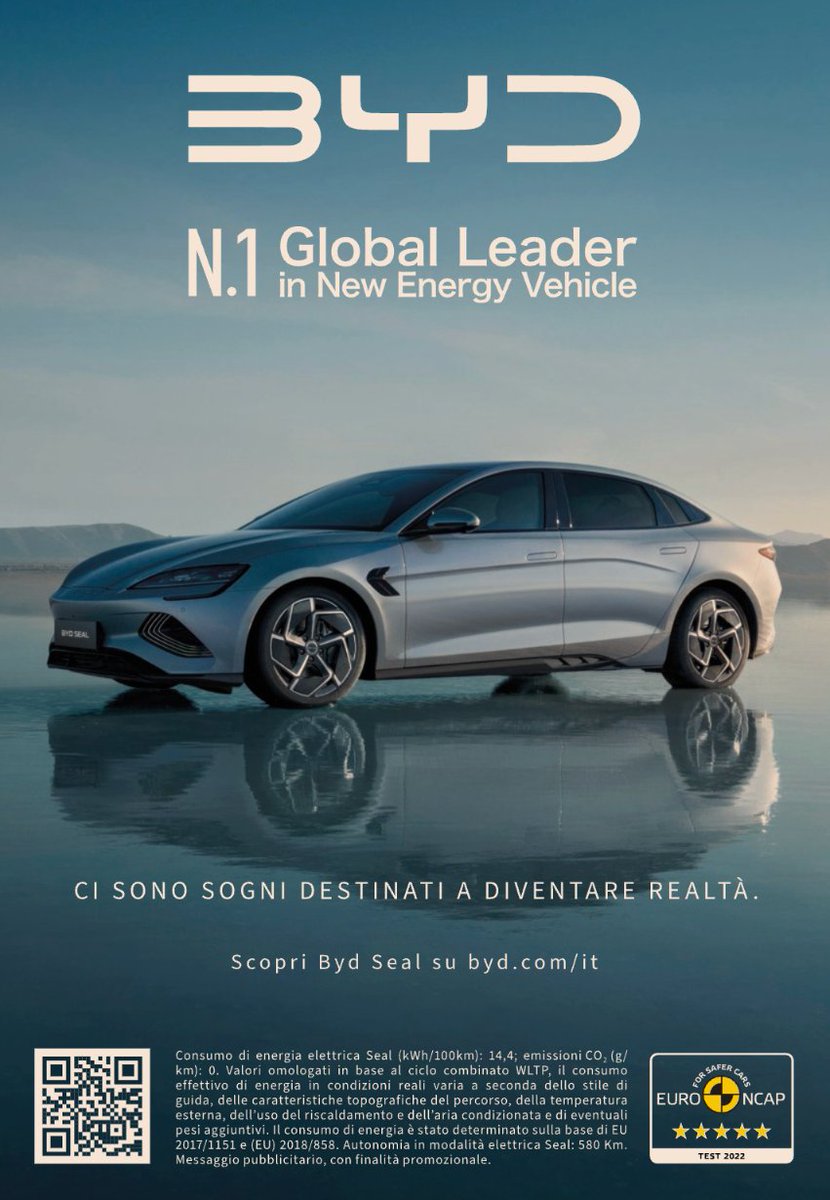 BYD
N.1 Global Leader
in New Energy Vehicle
BYD SEAL
CI SONO SOGNI DESTINATI A DIVENTARE REALTÀ.
Scopri Byd Seal su byd.com/it
Consumo di energia elettrica Seal (kWh/100km): 14,4; emissioni CO₂ (g/
km): 0. Valori omologati in base al ciclo combinato WLTP, il consumo
effettivo di energia in condizioni reali varia a seconda dello stile di
guida, delle caratteristiche topografiche del percorso, della temperatura
esterna, dell'uso del riscaldamento e dell'aria condizionata e di eventuali
pesi aggiuntivi. Il consumo di energia è stato determinato sulla base di EU
2017/1151 e (EU) 2018/858. Autonomia in modalità elettrica Seal: 580 Km.
Messaggio pubblicitario, con finalità promozionale.
FOR SAFER CARS
EURO NCAP
TEST 2022